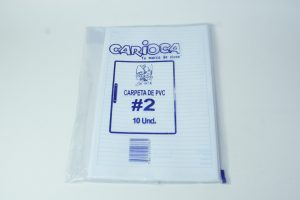 CARIOCA
CARPETA DE PVC
#2
10 Und.